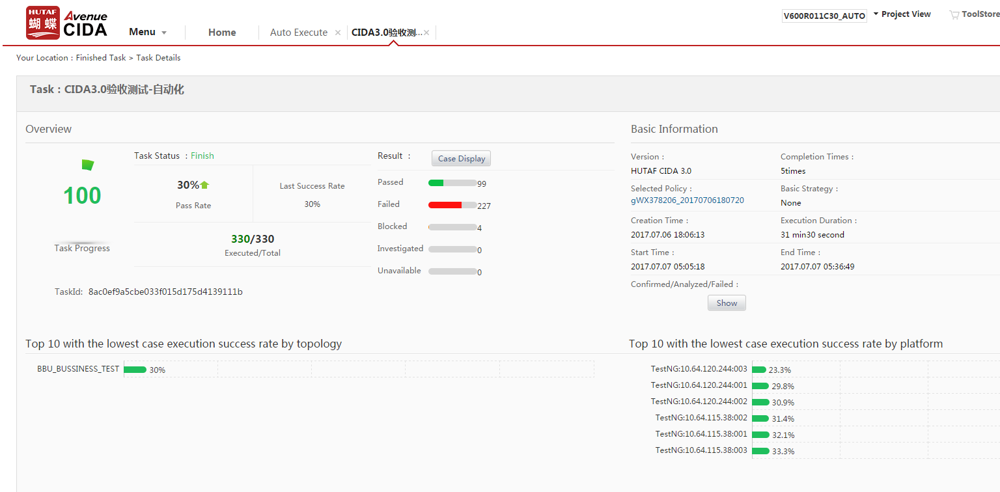 HUTAF
蝴蝶
Avenue
CIDA
Menu
Home
Auto Execute
CIDA3.0验收测...
V600R011C30_AUTO
Project View
ToolStore
Your Location : Finished Task > Task Details
Task : CIDA3.0验收测试-自动化
Overview
Basic Information
Task Status : Finish
100
Task Progress
30%
Pass Rate
Last Success Rate
30%
330/330
Executed/Total
TaskId: 8ac0ef9a5cbe033f015d175d4139111b
Result :
Case Display
Passed 99
Failed 227
Blocked 4
Investigated 0
Unavailable 0
Version :
HUTAF CIDA 3.0
Completion Times :
5times
Selected Policy :
gWX378206_20170706180720
Basic Strategy :
None
Creation Time :
2017.07.06 18:06:13
Execution Duration :
31 min30 second
Start Time :
2017.07.07 05:05:18
End Time :
2017.07.07 05:36:49
Confirmed/Analyzed/Failed :
Show
Top 10 with the lowest case execution success rate by topology
BBU_BUSSINESS_TEST 30%
Top 10 with the lowest case execution success rate by platform
TestNG:10.64.120.244:003 23.3%
TestNG:10.64.120.244:001 29.8%
TestNG:10.64.120.244:002 30.9%
TestNG:10.64.115.38:002 31.4%
TestNG:10.64.115.38:001 32.1%
TestNG:10.64.115.38:003 33.3%